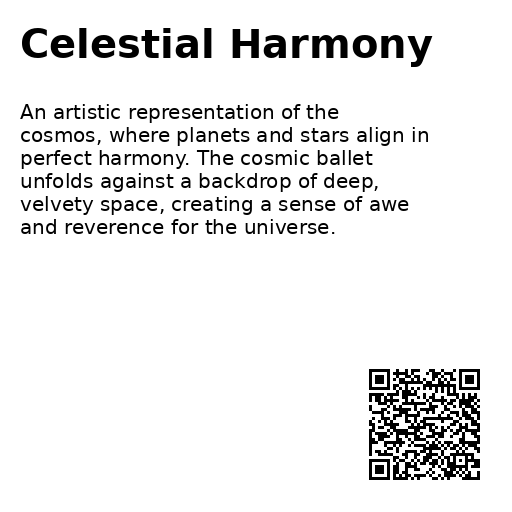 Celestial Harmony
An artistic representation of the
cosmos, where planets and stars align in
perfect harmony. The cosmic ballet
unfolds against a backdrop of deep,
velvety space, creating a sense of awe
and reverence for the universe.